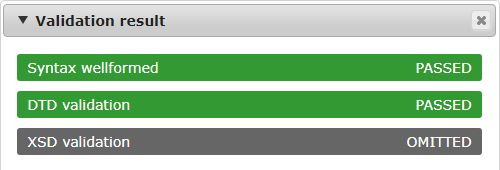 Validation result
Syntax wellformed PASSED
DTD validation PASSED
XSD validation OMITTED